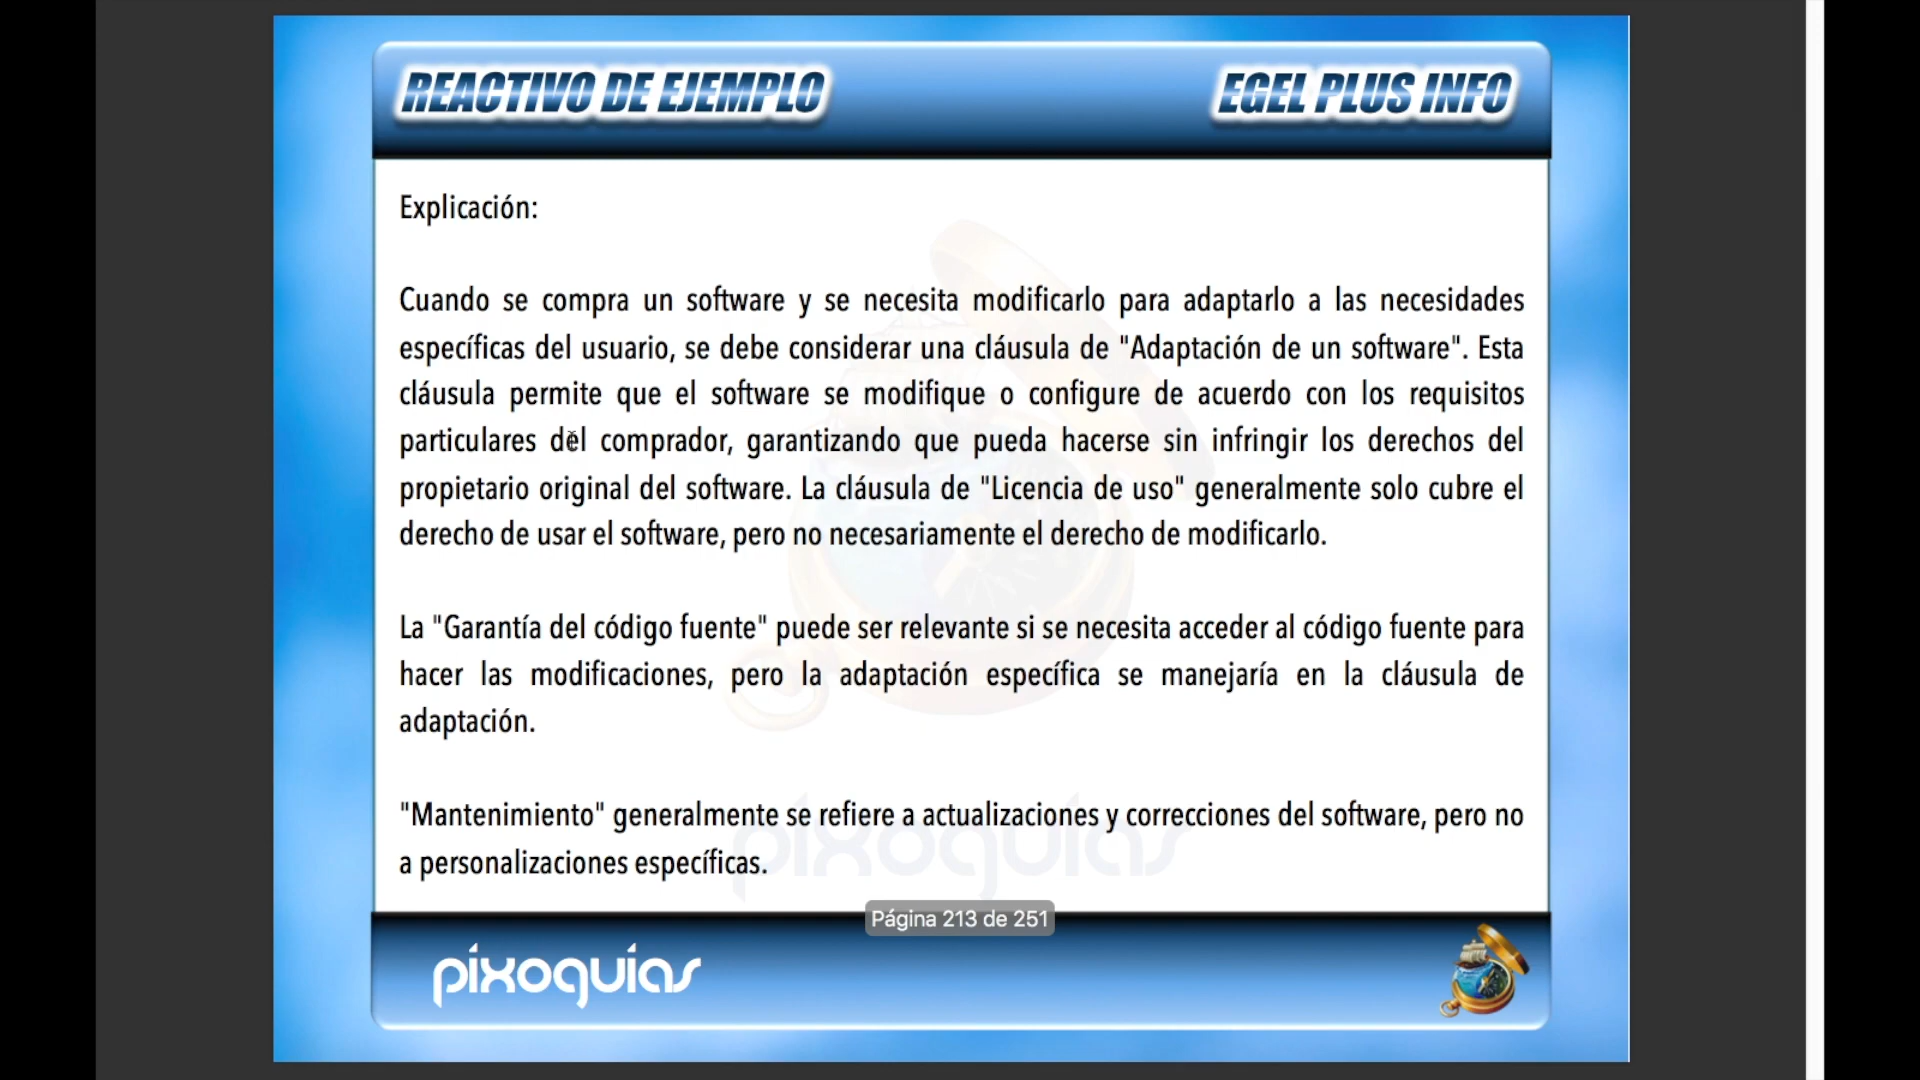 REACTIVO DE EJEMPLO
EGEL PLUS INFO
Explicación:
Cuando se compra un software y se necesita modificarlo para adaptarlo a las necesidades
específicas del usuario, se debe considerar una cláusula de "Adaptación de un software". Esta
cláusula permite que el software se modifique o configure de acuerdo con los requisitos
particulares del comprador, garantizando que pueda hacerse sin infringir los derechos del
propietario original del software. La cláusula de "Licencia de uso" generalmente solo cubre el
derecho de usar el software, pero no necesariamente el derecho de modificarlo.
La "Garantía del código fuente" puede ser relevante si se necesita acceder al código fuente para
hacer las modificaciones, pero la adaptación específica se manejaría en la cláusula de
adaptación.
"Mantenimiento" generalmente se refiere a actualizaciones y correcciones del software, pero no
a personalizaciones específicas.
pixoguías
Página 213 de 251
pixoguías